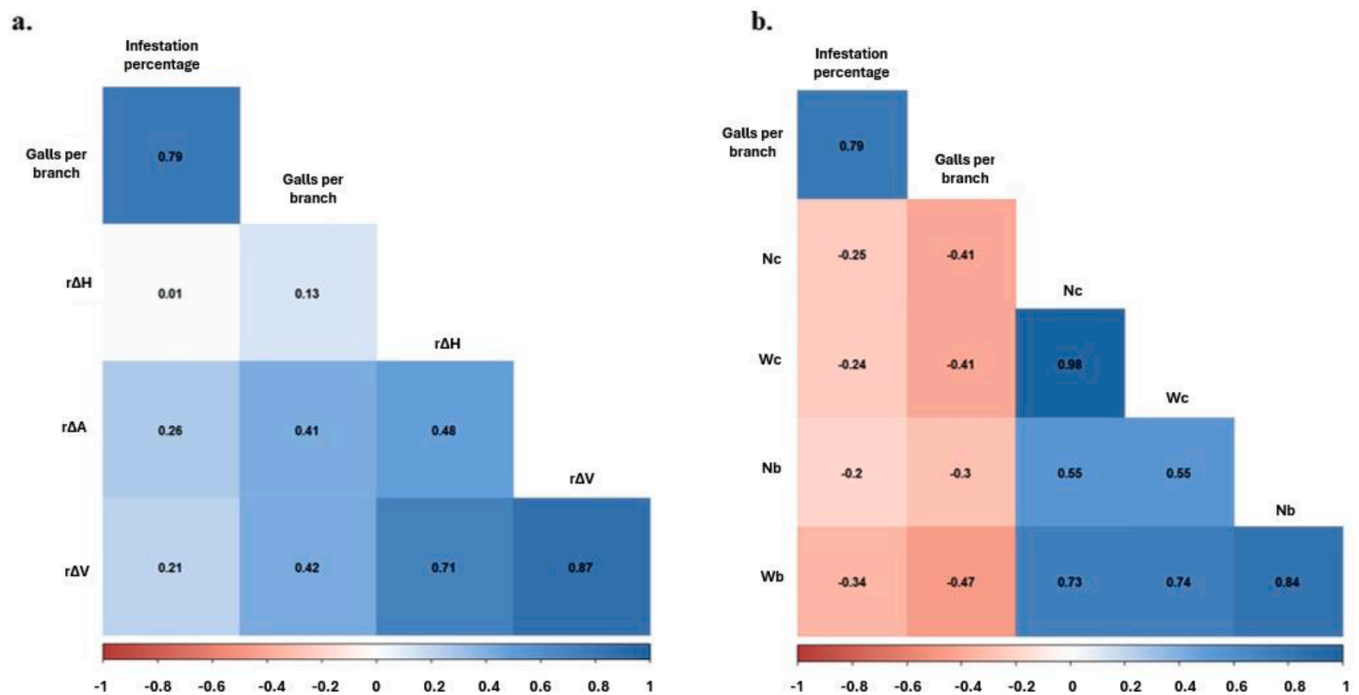 a.
Infestation
percentage
Galls per
branch
0.79
Galls per
branch
rΔH
0.01
0.13
rΔH
rΔA
0.26
0.41
0.48
rΔV
rΔV
0.21
0.42
0.71
0.87
-1 -0.8 -0.6 -0.4 -0.2 0 0.2 0.4 0.6 0.8 1
b.
Infestation
percentage
Galls per
branch
0.79
Galls per
branch
Nc
-0.25
-0.41
Nc
Wc
-0.24
-0.41
0.98
Wc
Nb
-0.2
-0.3
0.55
0.55
Nb
Wb
-0.34
-0.47
0.73
0.74
0.84
-1 -0.8 -0.6 -0.4 -0.2 0 0.2 0.4 0.6 0.8 1